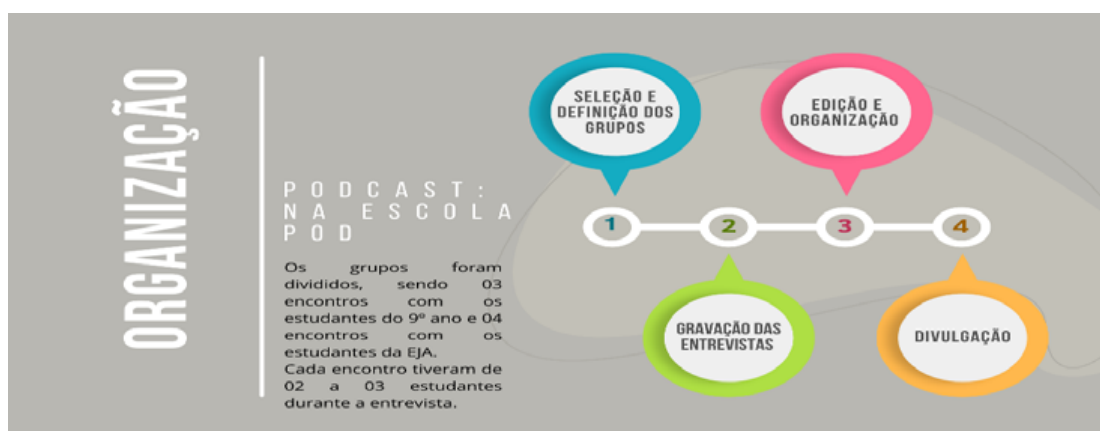 ORGANIZAÇÃO
PODCAST:
NA ESCOLA
POD
Os grupos foram
divididos, sendo 03
encontros com os
estudantes do 9º ano e 04
encontros com os
estudantes da EJA.
Cada encontro tiveram de
02 a 03 estudantes
durante a entrevista.
SELEÇÃO E
DEFINIÇÃO DOS
GRUPOS
EDIÇÃO E
ORGANIZAÇÃO
1 2 3 4
GRAVAÇÃO DAS
ENTREVISTAS
DIVULGAÇÃO